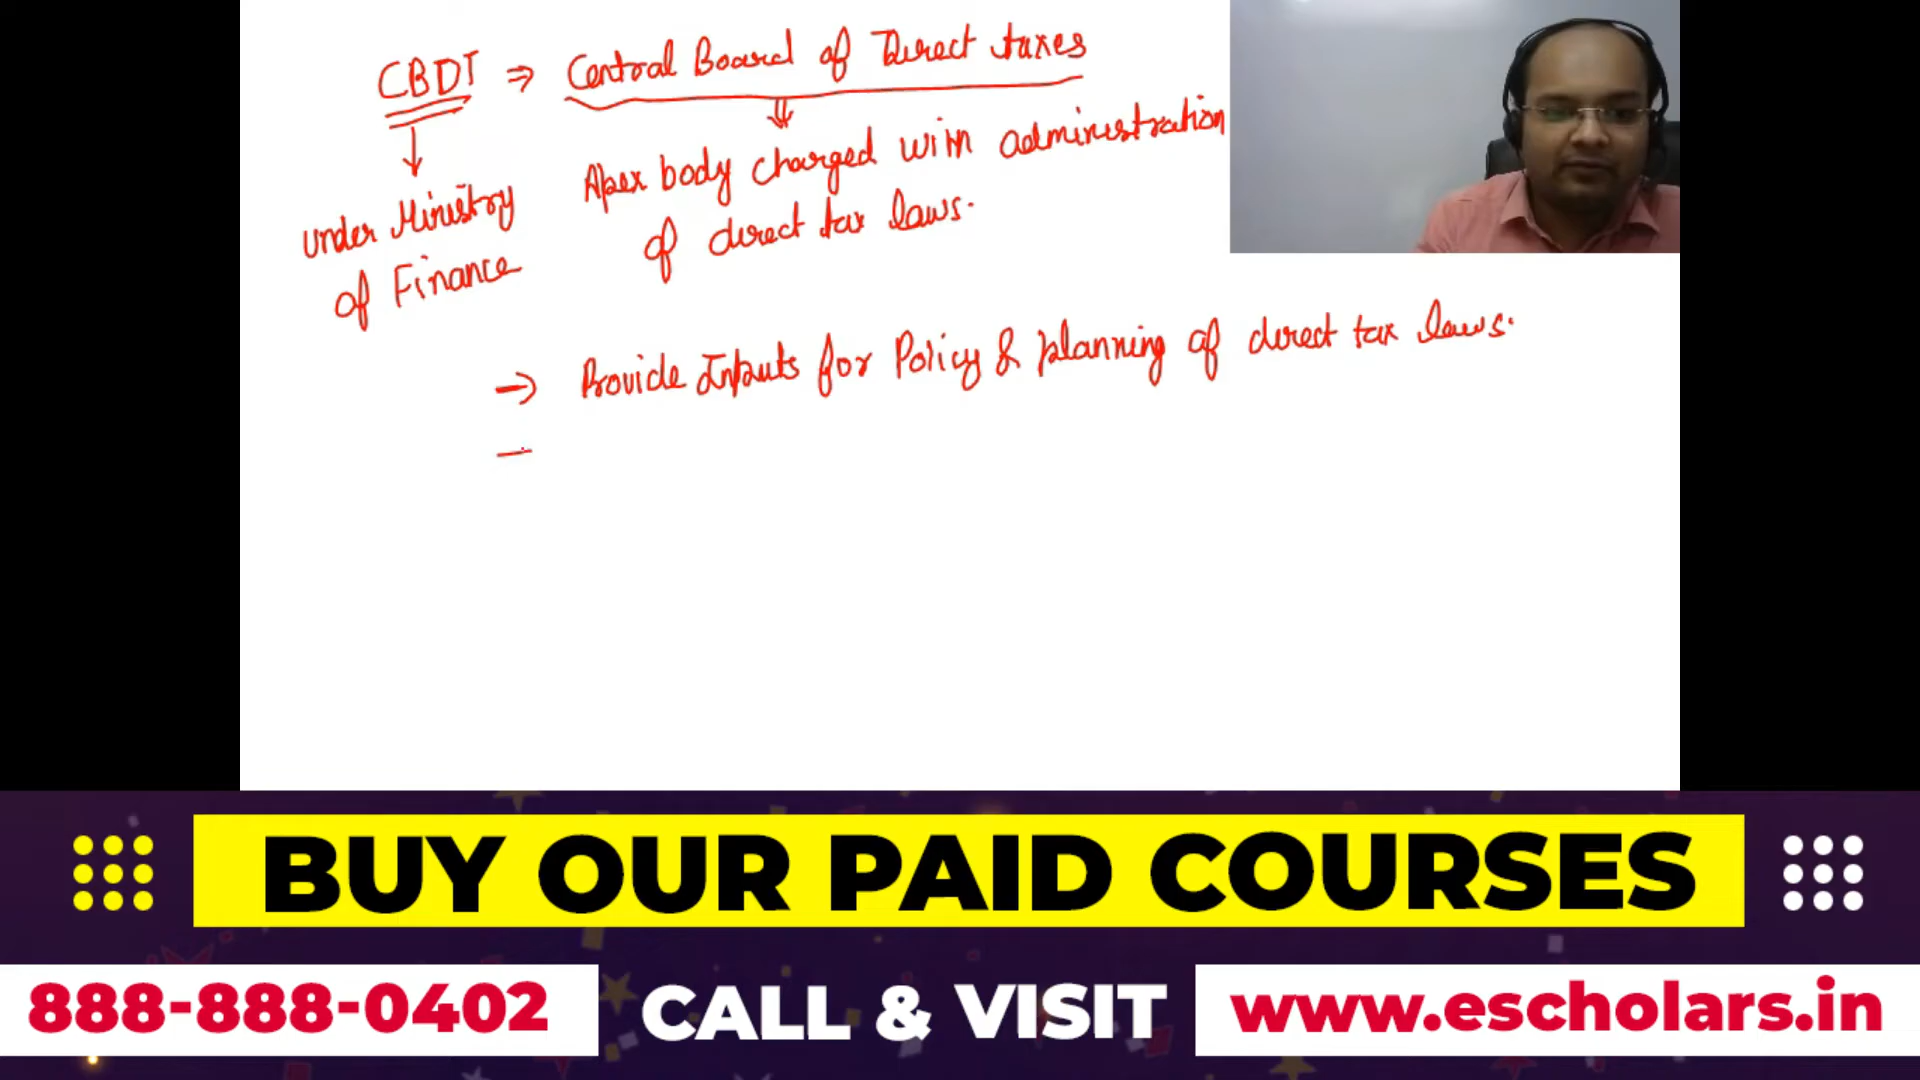 CBDT ⇒ Central Board of Direct taxes
under Ministry
of Finance
Apex body charged with administration
of direct tax laws.
→ Provide Inputs for Policy & planning of direct tax laws.
BUY OUR PAID COURSES
888-888-0402
CALL & VISIT
www.escholars.in